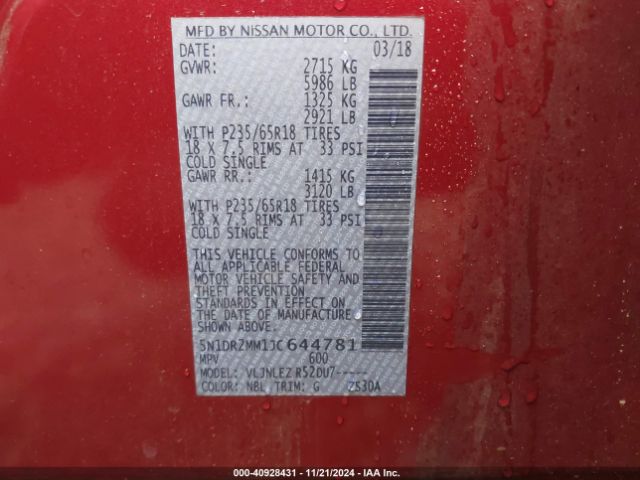 MFD BY NISSAN MOTOR CO., LTD.
DATE: 03/18
GVWR: 2715 KG
5986 LB
GAWR FR.: 1325 KG
2921 LB
WITH P235/65R18 TIRES
18 X 7.5 RIMS AT 33 PSI
COLD SINGLE
GAWR RR.: 1415 KG
3120 LB
WITH P235/65R18 TIRES
18 X 7.5 RIMS AT 33 PSI
COLD SINGLE
THIS VEHICLE CONFORMS TO
ALL APPLICABLE FEDERAL
MOTOR VEHICLE SAFETY AND
THEFT PREVENTION
STANDARDS IN EFFECT ON
THE DATE OF MANUFACTURE
SHOWN ABOVE.
5N1DR2MM1JC644781
MPV 600
MODEL: VLJNLEZ R52DU7-----
COLOR: NBL TRIM: G ZS30A
000-40928431 - 11/21/2024 - IAAI.com